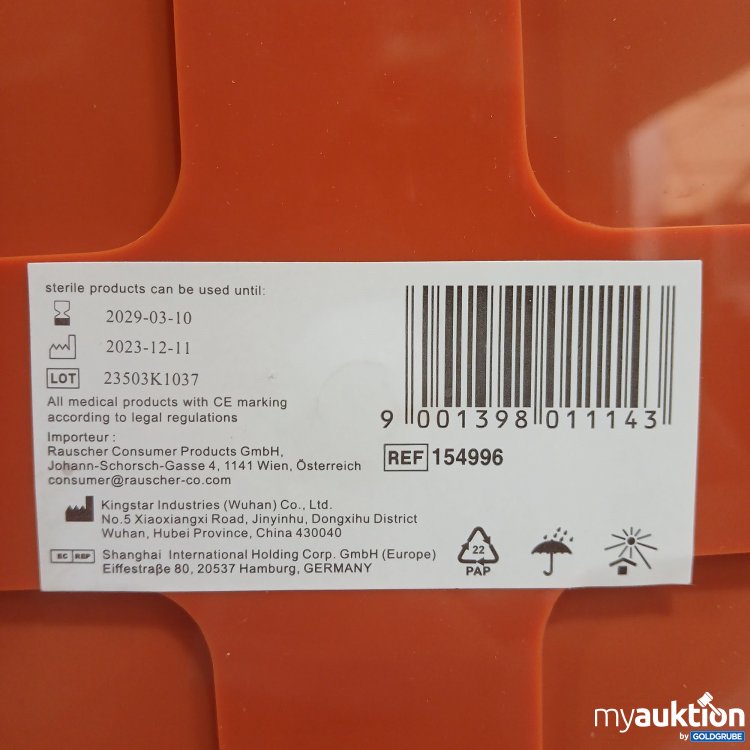 sterile products can be used until:
2029-03-10
2023-12-11
LOT 23503K1037
All medical products with CE marking
according to legal regulations
Importeur :
Rauscher Consumer Products GmbH,
Johann-Schorsch-Gasse 4, 1141 Wien, Österreich
consumer@rauscher-co.com
Kingstar Industries (Wuhan) Co., Ltd.
No.5 Xiaoxiangxi Road, Jinyinhu, Dongxihu District
Wuhan, Hubei Province, China 430040
EC REP Shanghai International Holding Corp. GmbH (Europe)
Eiffestraße 80, 20537 Hamburg, GERMANY
9 001398 011143
REF 154996
22
PAP
myauktion
by GOLDGRUBE